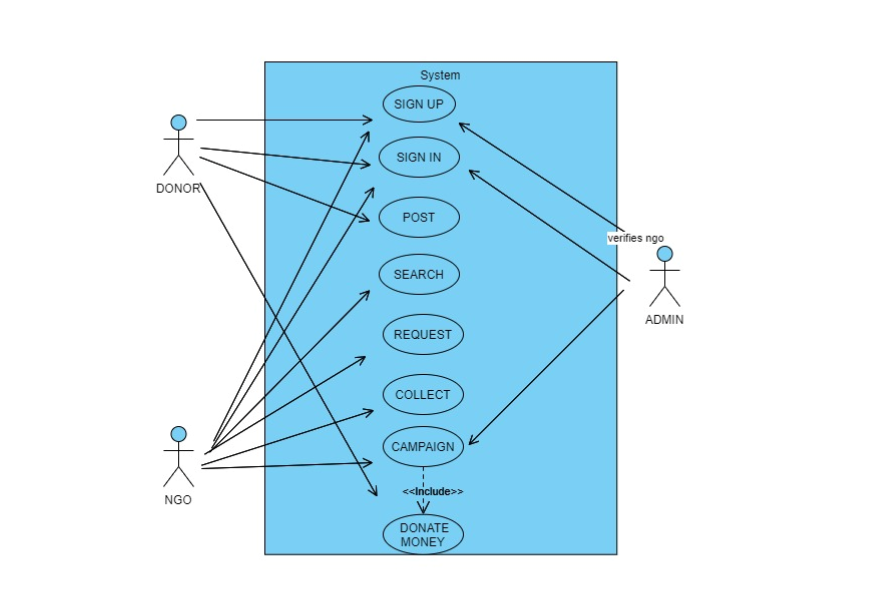 System
SIGN UP
SIGN IN
DONOR
POST
verifies ngo
SEARCH
ADMIN
REQUEST
COLLECT
CAMPAIGN
NGO
<<Include>>
DONATE
MONEY